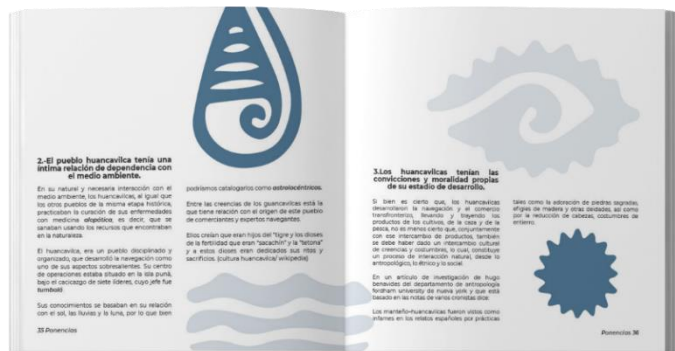 2.-El pueblo huancavilca tenía una
íntima relación de dependencia con
el medio ambiente.
En su natural y necesaria interacción con el
medio ambiente, los huancavilcas, al igual que
los otros pueblos de la misma etapa histórica,
practicaban la curación de sus enfermedades
con medicina alopática, es decir, que se
sanaban usando los recursos que encontraban
en la naturaleza.
El huancavilca, era un pueblo disciplinado y
organizado, que desarrolló la navegación como
uno de sus aspectos sobresalientes. Su centro
de operaciones estaba situado en la isla puná,
bajo el cacicazgo de siete líderes, cuyo jefe fue
tumbalá.
Sus conocimientos se basaban en su relación
con el sol, las lluvias y la luna, por lo que bien
podríamos catalogarlos como astrolocéntricos.
Entre las creencias de los guancavilcas está la
que tiene relación con el origen de este pueblo
de comerciantes y expertos navegantes.
Ellos creían que eran hijos del "tigre y los dioses
de la fertilidad que eran "sacachin" y la "tatona"
y a estos dioses eran dedicadas sus ritos y
sacrificios. (cultura huancavilca/ wikipedia)
35 Ponencias
3.Los huancavilcas tenían las
convicciones y moralidad propias
de su estadio de desarrollo.
Si bien es cierto que, los huancavilcas
desarrollaron la navegación y el comercio
transfronterizo, llevando y trayendo los
productos de los cultivos, de la caza y de la
pesca, no es menos cierto que, conjuntamente
con ese intercambio de productos, también
se debe haber dado un intercambio cultural
de creencias y costumbres, lo cual, constituye
un proceso de interacción natural, desde lo
antropológico, lo étnico y lo social.
En un artículo de investigación de hugo
benavides del departamento de antropología
fordham university de nueva york y que está
basado en las notas de varios cronistas dice:
Los manteño-huancavilcas fueron vistos como
infames en los relatos españoles por prácticas
tales como la adoración de piedras sagradas,
efigies de madera y otras deidades, así como
por la reducción de cabezas, costumbres de
entierro.
Ponencias 36